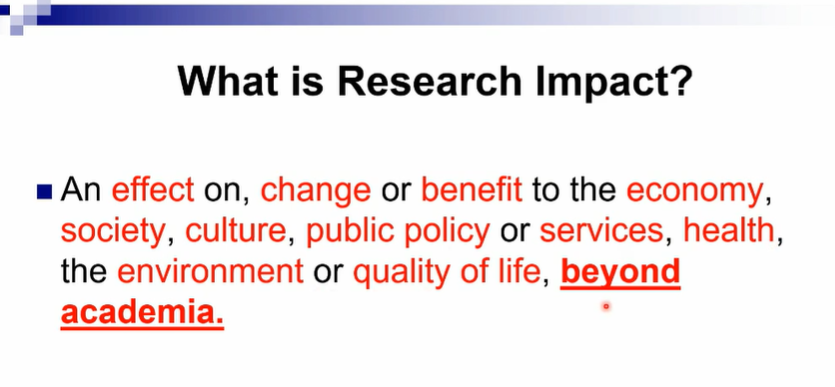 What is Research Impact?
An effect on, change or benefit to the economy,
society, culture, public policy or services, health,
the environment or quality of life, beyond
academia.